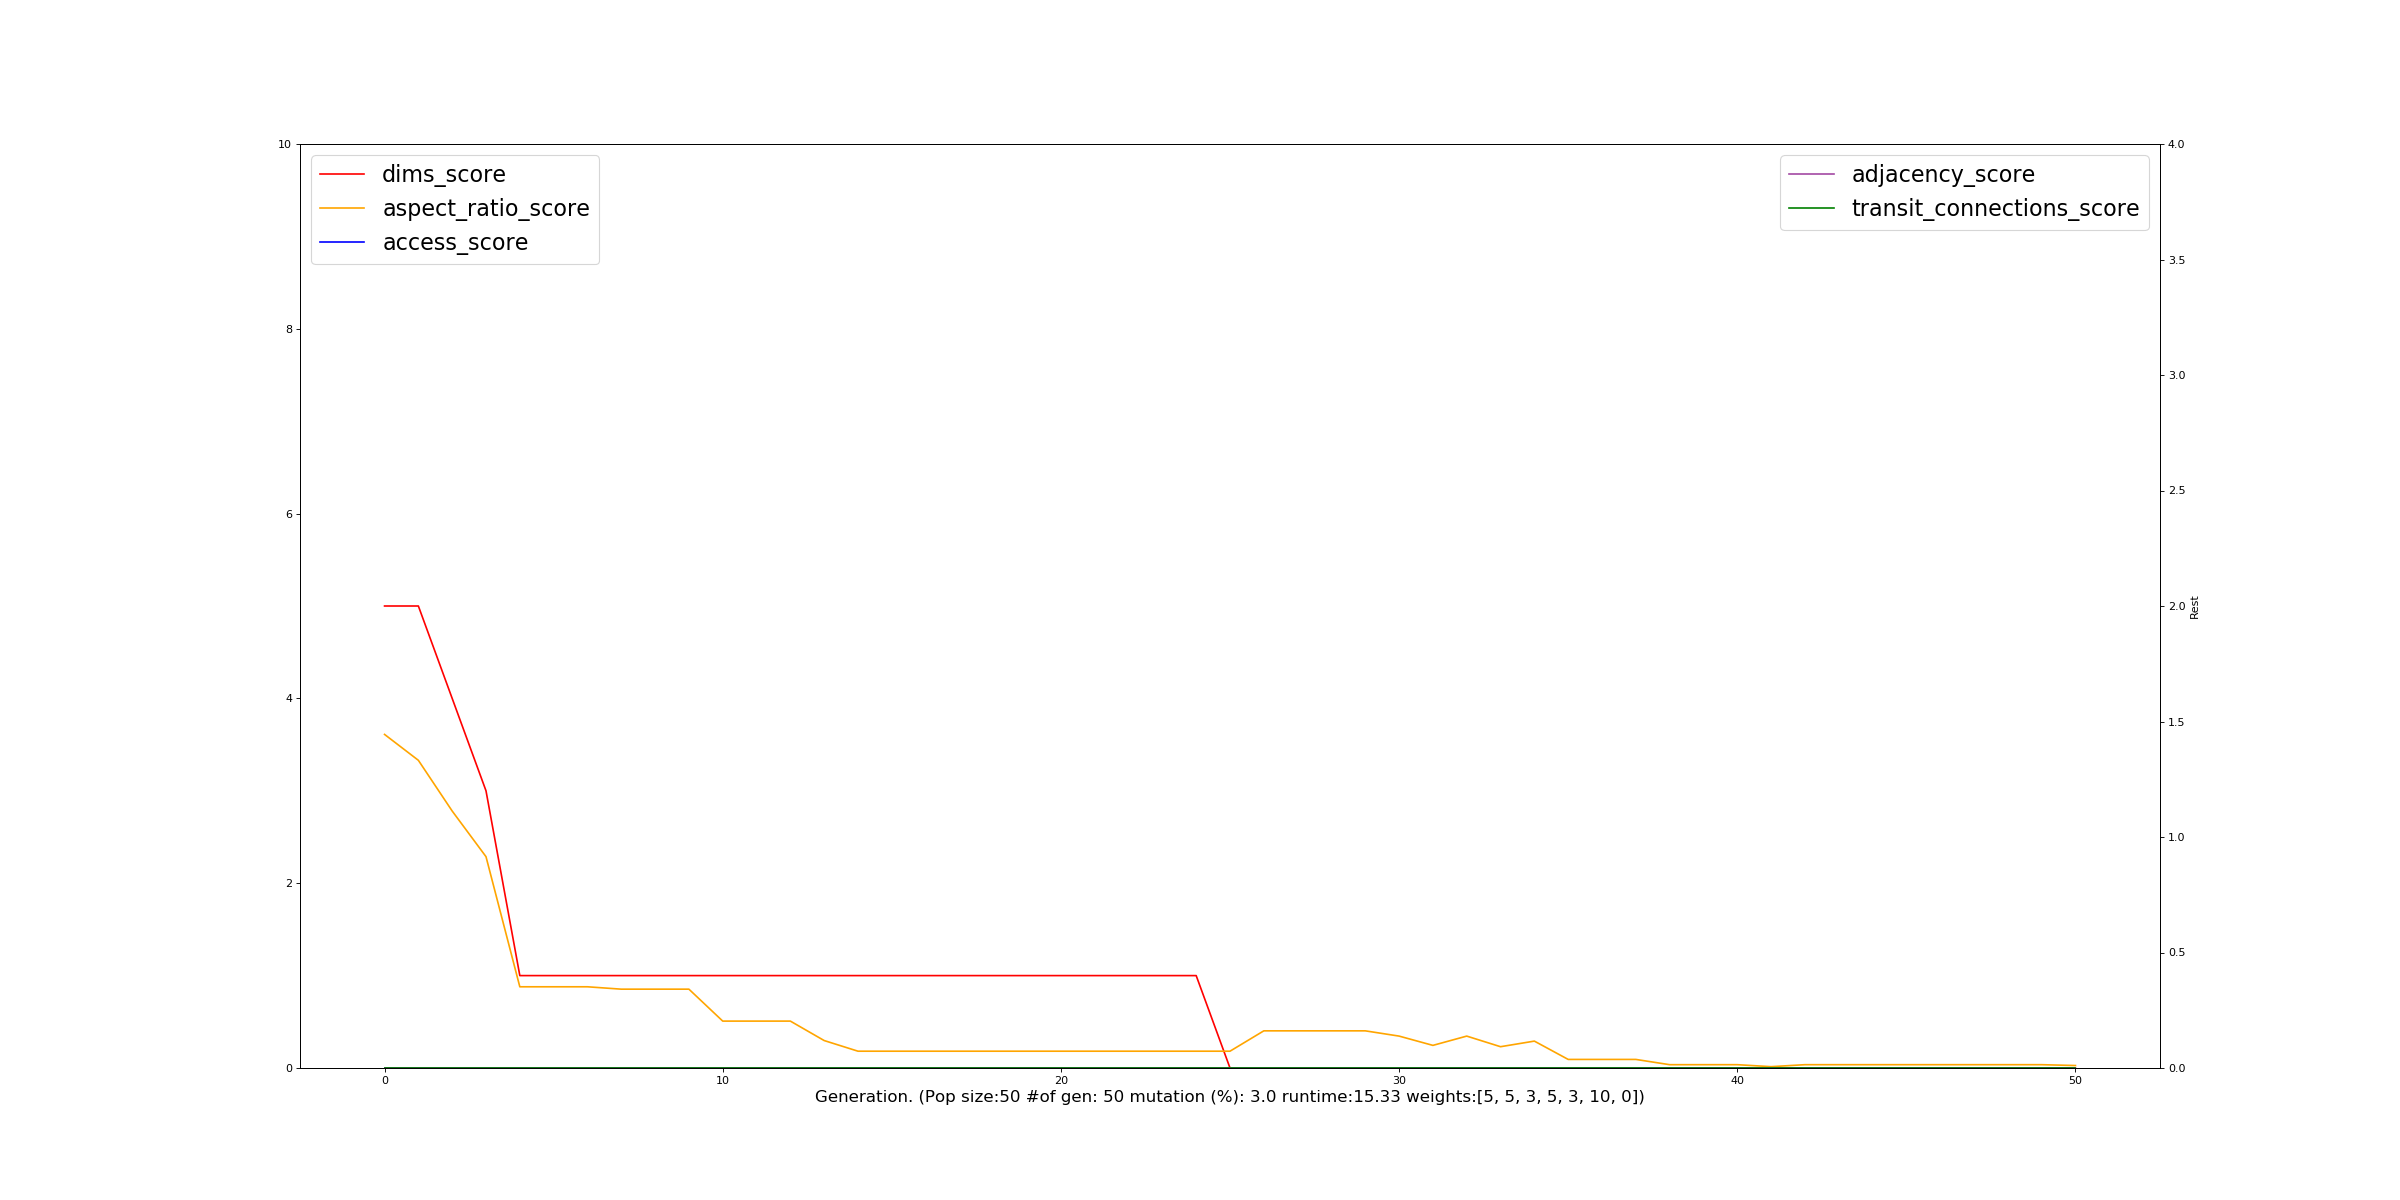 dims_score
aspect_ratio_score
access_score
adjacency_score
transit_connections_score
10
8
6
4
2
0
4.0
3.5
3.0
2.5
2.0
1.5
1.0
0.5
0.0
Rest
0 10 20 30 40 50
Generation. (Pop size:50 #of gen: 50 mutation (%): 3.0 runtime:15.33 weights:[5, 5, 3, 5, 3, 10, 0])